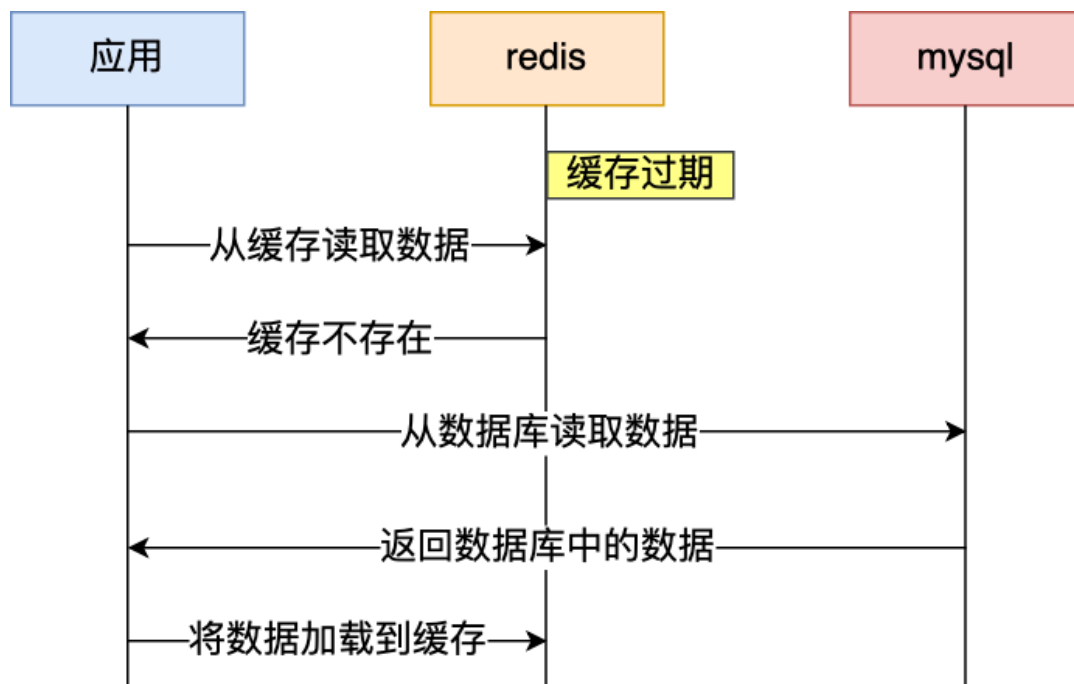 应用
redis
mysql
缓存过期
从缓存读取数据
缓存不存在
从数据库读取数据
返回数据库中的数据
将数据加载到缓存